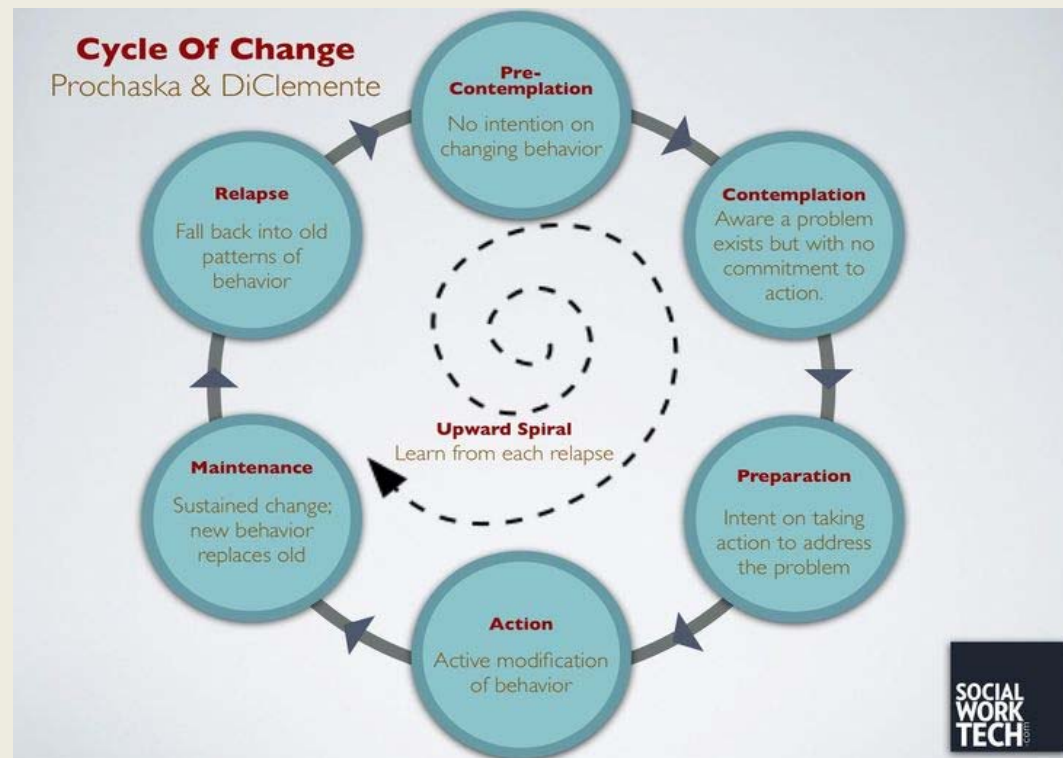 Cycle Of Change
Prochaska & DiClemente
Pre-
Contemplation
No intention on
changing behavior
Contemplation
Aware a problem
exists but with no
commitment to
action.
Preparation
Intent on taking
action to address
the problem
Action
Active modification
of behavior
Maintenance
Sustained change;
new behavior
replaces old
Relapse
Fall back into old
patterns of
behavior
Upward Spiral
Learn from each relapse
SOCIAL
WORK
TECH.com